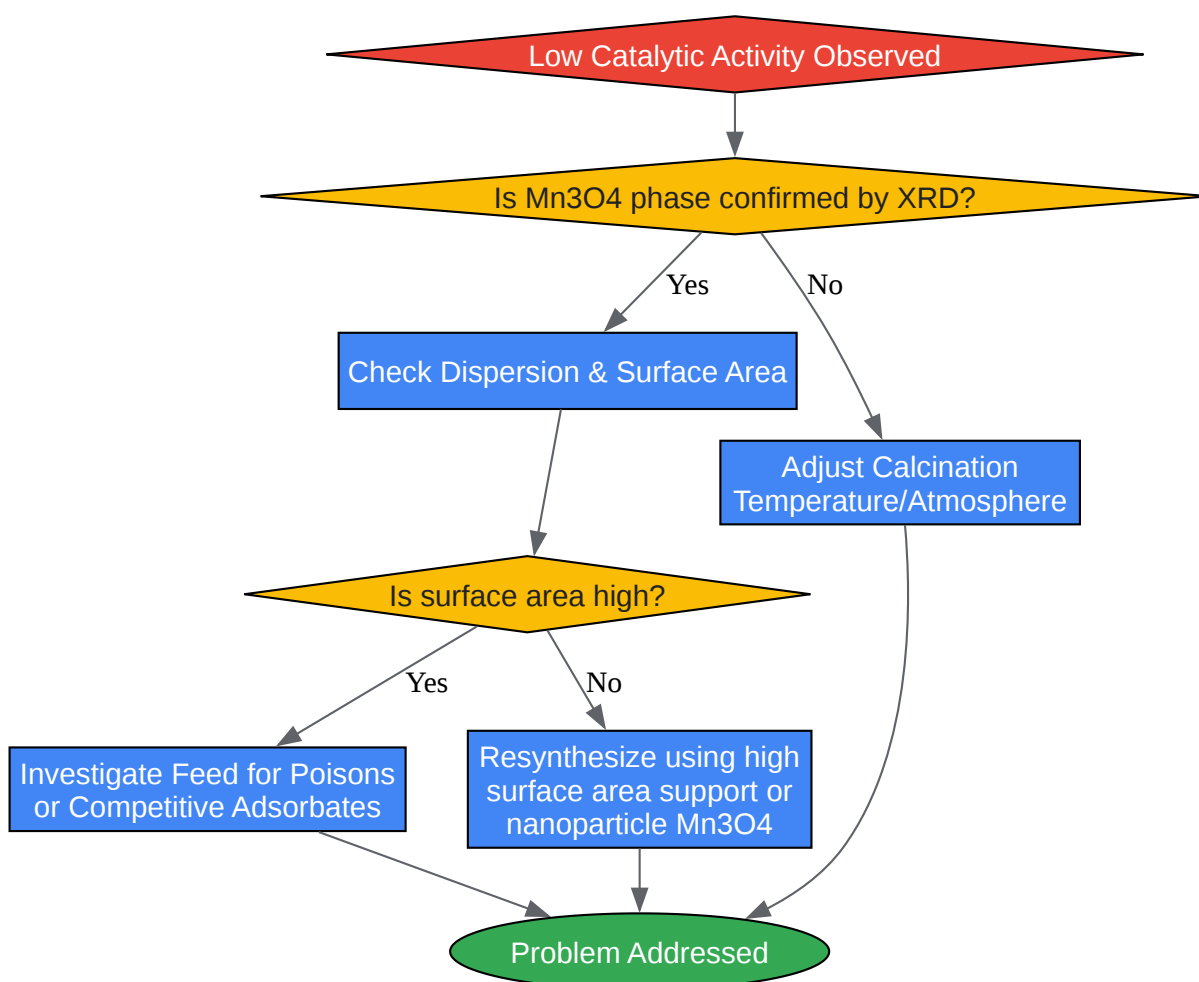 Low Catalytic Activity Observed
Is Mn3O4 phase confirmed by XRD?
Yes
No
Check Dispersion & Surface Area
Adjust Calcination
Temperature/Atmosphere
Is surface area high?
Yes
No
Investigate Feed for Poisons
or Competitive Adsorbates
Resynthesize using high
surface area support or
nanoparticle Mn3O4
Problem Addressed